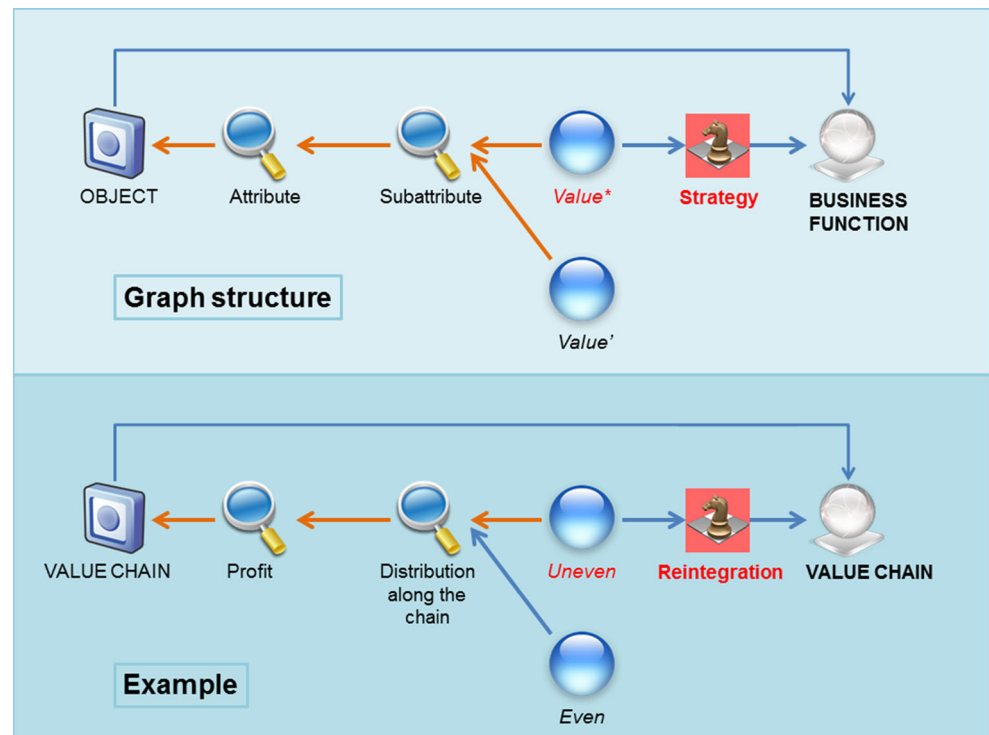 OBJECT
Attribute
Subattribute
Value*
Strategy
BUSINESS
FUNCTION
Graph structure
Value’
VALUE CHAIN
Profit
Distribution
along the
chain
Uneven
Reintegration
VALUE CHAIN
Example
Even